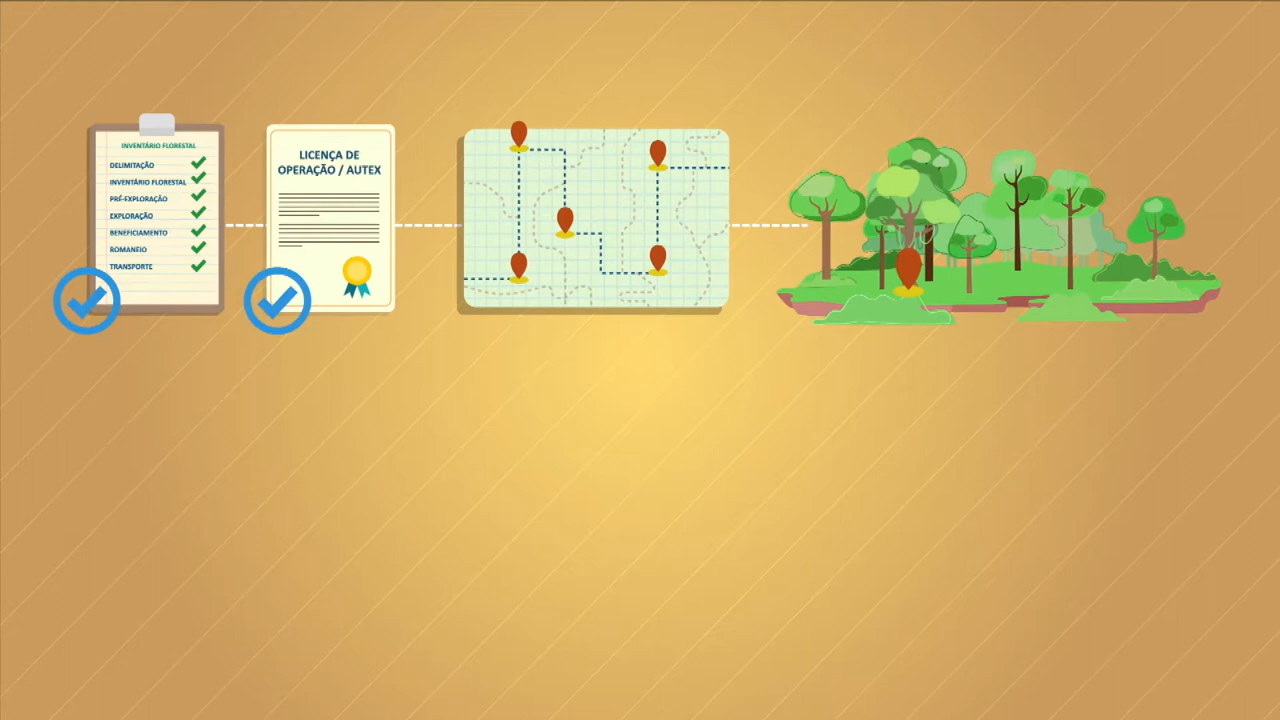 INVENTÁRIO FLORESTAL
DELIMITAÇÃO
INVENTÁRIO FLORESTAL
PRÉ-EXPLORAÇÃO
EXPLORAÇÃO
BENEFICIAMENTO
ROMANEIO
TRANSPORTE
LICENÇA DE
OPERAÇÃO / AUTEX